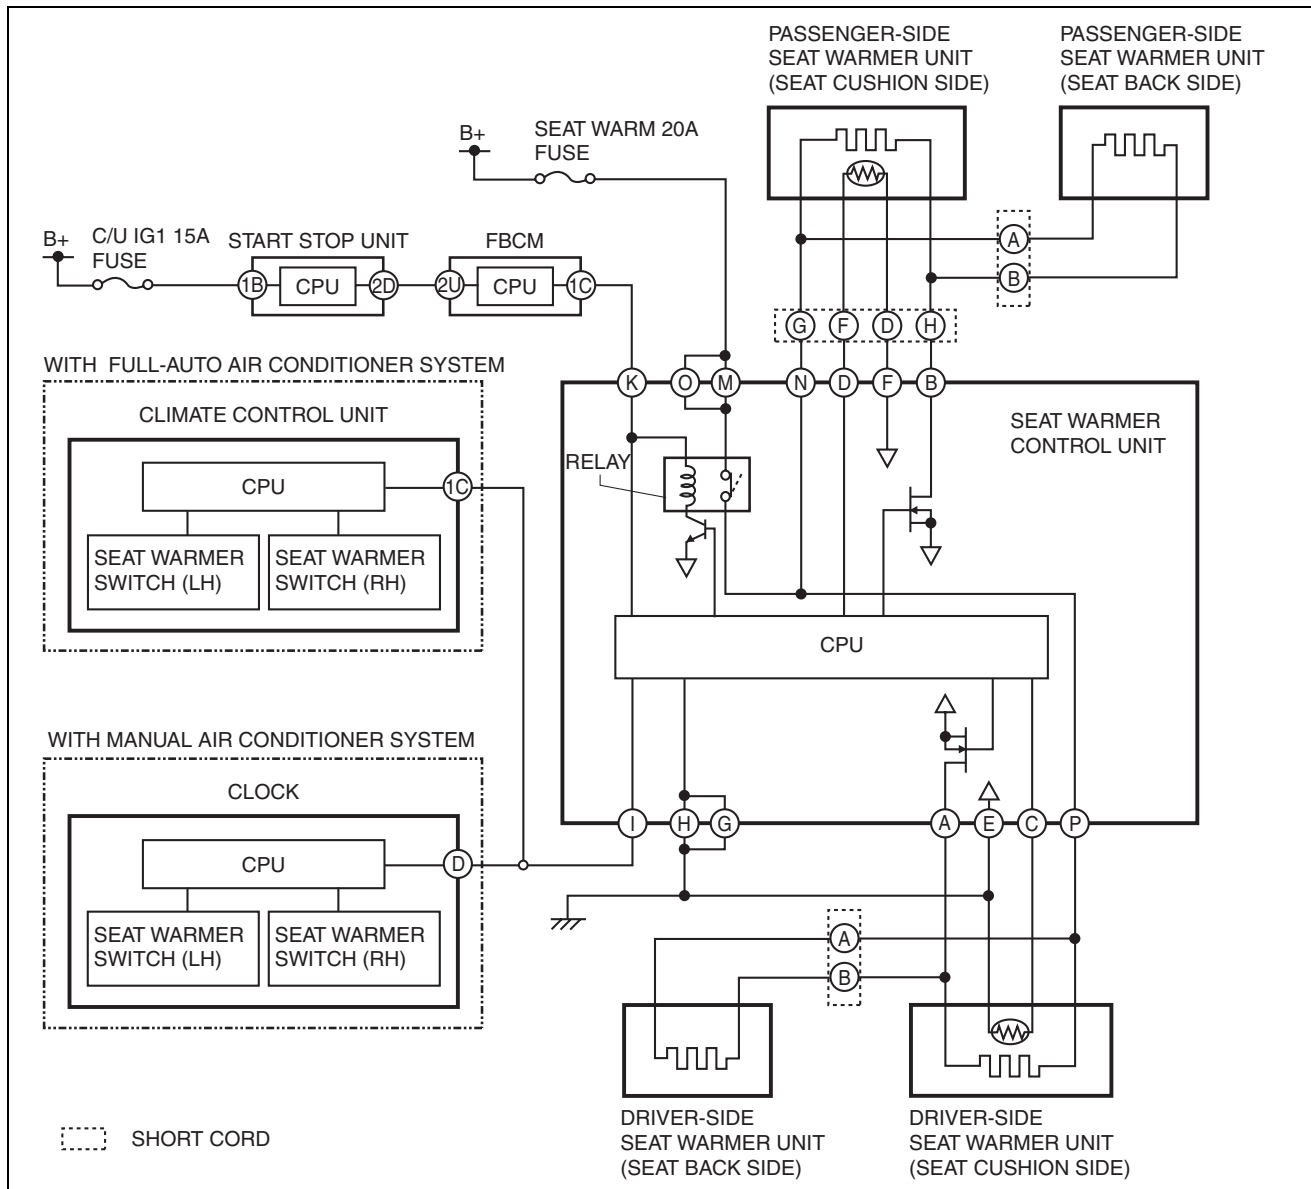 PASSENGER-SIDE
SEAT WARMER UNIT
(SEAT CUSHION SIDE)
PASSENGER-SIDE
SEAT WARMER UNIT
(SEAT BACK SIDE)
B+
SEAT WARM 20A
FUSE
B+
C/U IG1 15A
FUSE
START STOP UNIT
FBCM
1B
CPU
2D
2U
CPU
1C
A
B
G
F
D
H
WITH FULL-AUTO AIR CONDITIONER SYSTEM
K
O
M
N
D
F
B
CLIMATE CONTROL UNIT
SEAT WARMER
CONTROL UNIT
RELAY
CPU
1C
SEAT WARMER
SWITCH (LH)
SEAT WARMER
SWITCH (RH)
CPU
WITH MANUAL AIR CONDITIONER SYSTEM
CLOCK
I
H
G
A
E
C
P
CPU
D
SEAT WARMER
SWITCH (LH)
SEAT WARMER
SWITCH (RH)
A
B
DRIVER-SIDE
SEAT WARMER UNIT
(SEAT BACK SIDE)
DRIVER-SIDE
SEAT WARMER UNIT
(SEAT CUSHION SIDE)
SHORT CORD